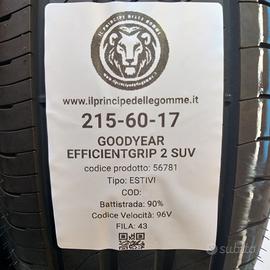 IL PRINCIPE DELLE GOMME
www.ilprincipedellegomme.it
215-60-17
GOODYEAR
EFFICIENTGRIP 2 SUV
codice prodotto: 56781
Tipo: ESTIVI
COD:
Battistrada: 90%
Codice Velocità: 96V
FILA: 43
subito